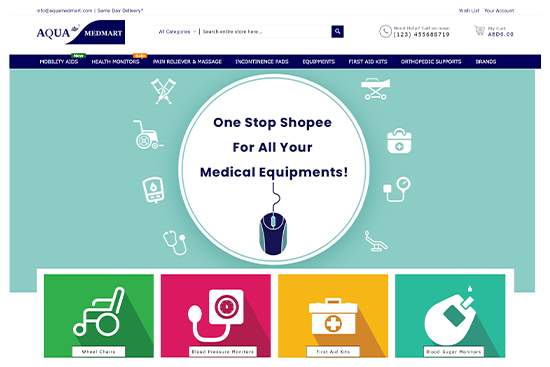 info@aquamedmart.com | Same Day Delivery*
Wish List Your Account
AQUA MEDMART
All Categories
Search entire store here...
Need Help? Call us now
(123) 455688719
My Cart
AED0.00
MOBILITY AIDS HEALTH MONITORS PAIN RELIEVER & MASSAGE INCONTINENCE PADS EQUIPMENTS FIRST AID KITS ORTHOPEDIC SUPPORTS BRANDS
One Stop Shopee
For All Your
Medical Equipments!
Wheel Chairs
Blood Pressure Moniters
First Aid Kits
Blood Sugar Monitors